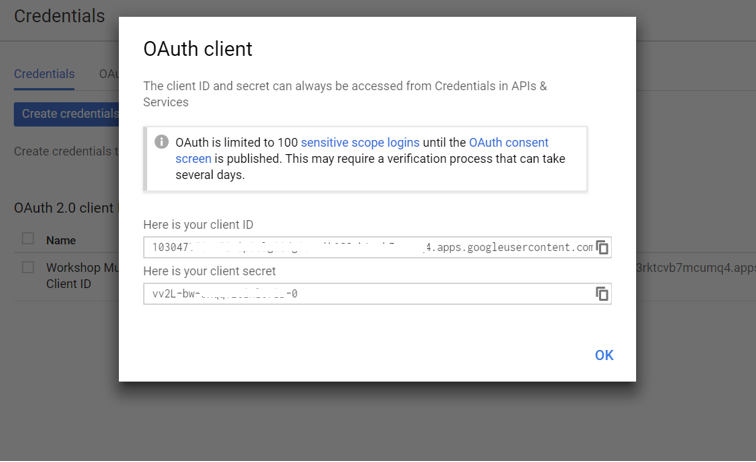 Credentials
Credentials OAu
Create credentials
Create credentials t
OAuth 2.0 client
Name
Workshop Mu
Client ID
3rktcvb7mcumq4.apps
OAuth client
The client ID and secret can always be accessed from Credentials in APIs &
Services
OAuth is limited to 100 sensitive scope logins until the OAuth consent
screen is published. This may require a verification process that can take
several days.
Here is your client ID
103047 4.apps.googleusercontent.com
Here is your client secret
vv2L-bw- -0
OK